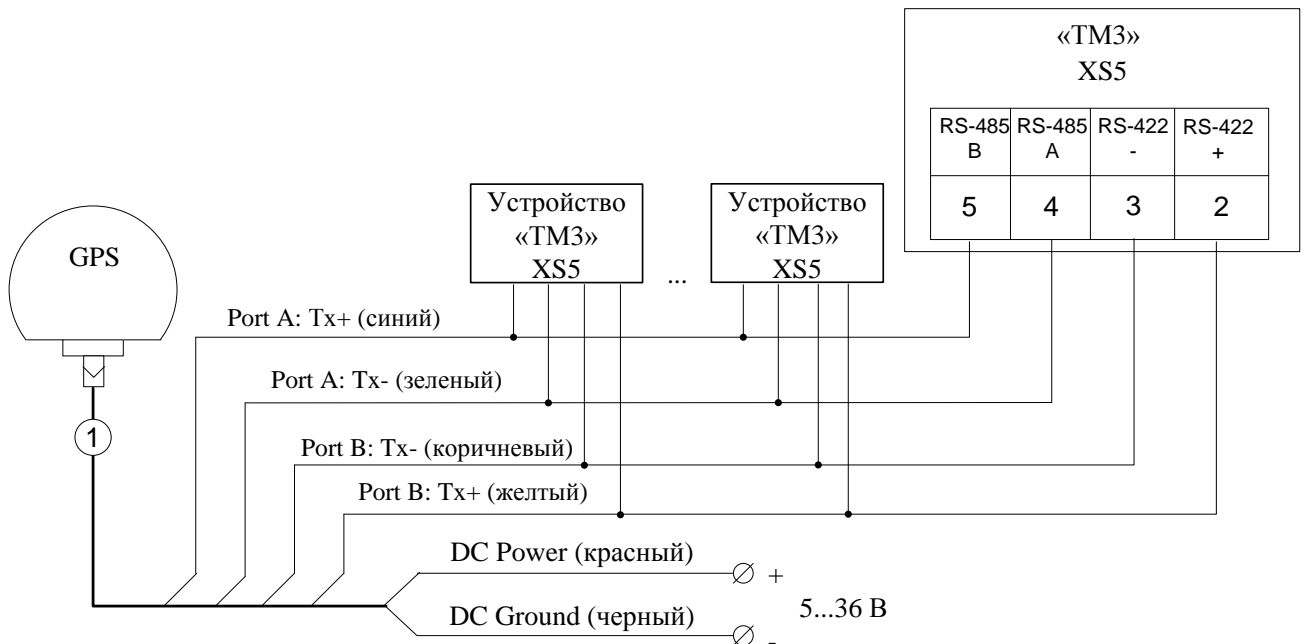 «ТМ3»
XS5
RS-485 RS-485 RS-422 RS-422
B A - +
5 4 3 2
Устройство
«ТМ3»
XS5
...
Устройство
«ТМ3»
XS5
GPS
1
Port A: Tx+ (синий)
Port A: Tx- (зеленый)
Port B: Tx- (коричневый)
Port B: Tx+ (желтый)
DC Power (красный)
+
5...36 В
DC Ground (черный)
-